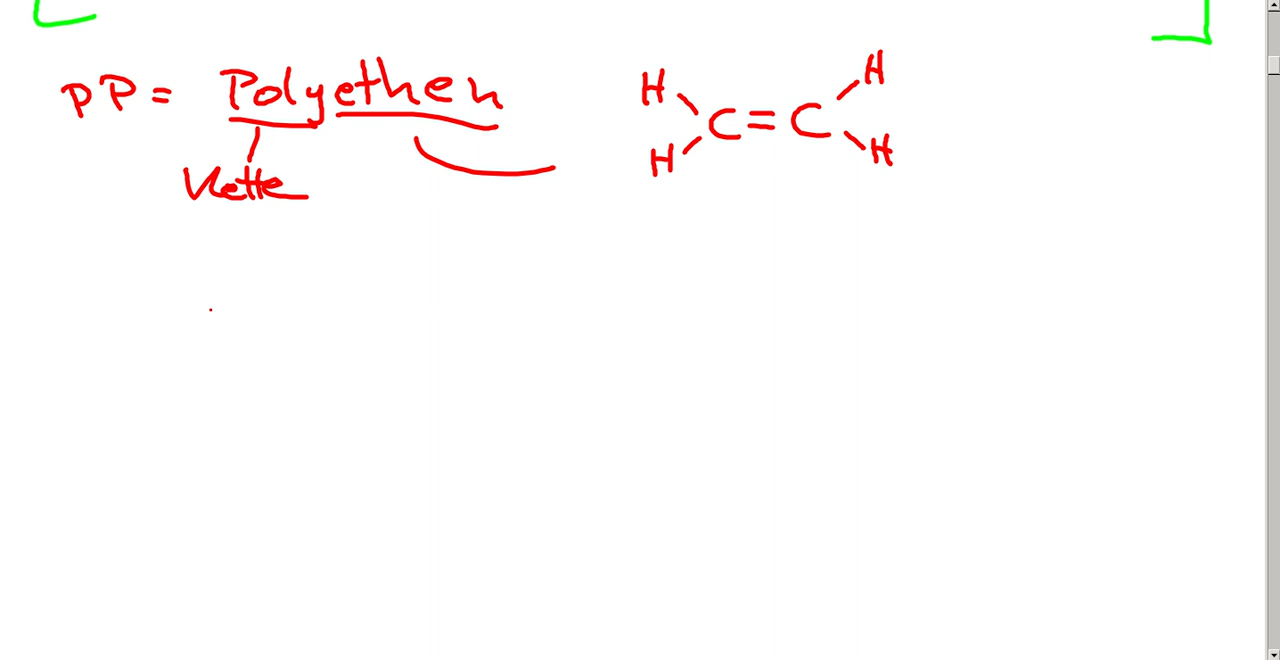 pP = Polyethen
Kette
H H
C = C
H H